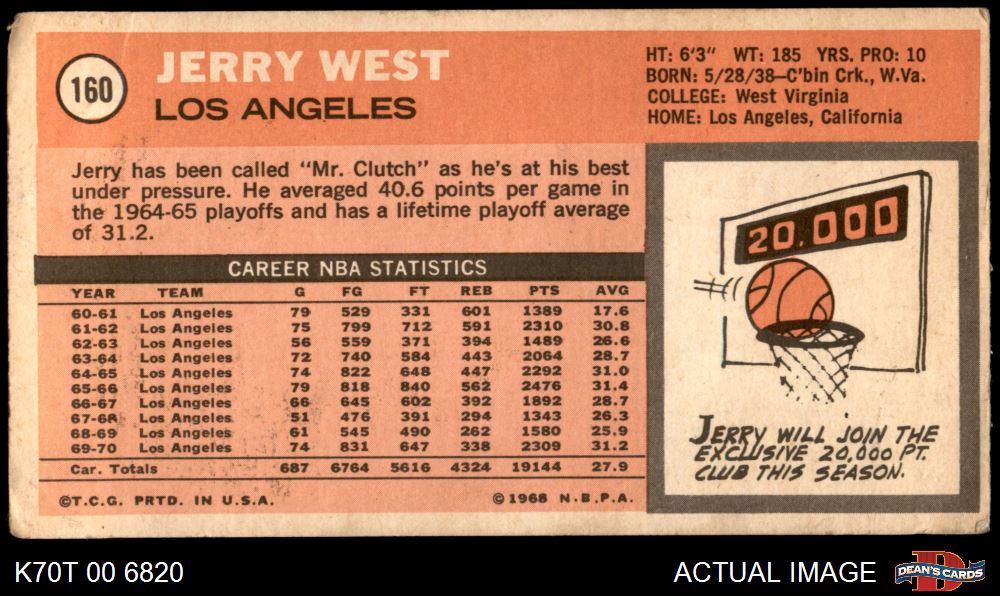 160
JERRY WEST
LOS ANGELES
HT: 6'3" WT: 185 YRS. PRO: 10
BORN: 5/28/38—C'bin Crk., W.Va.
COLLEGE: West Virginia
HOME: Los Angeles, California
Jerry has been called "Mr. Clutch" as he's at his best
under pressure. He averaged 40.6 points per game in
the 1964-65 playoffs and has a lifetime playoff average
of 31.2.
CAREER NBA STATISTICS
YEAR TEAM G FG FT REB PTS AVG
60-61 Los Angeles 79 529 331 601 1389 17.6
61-62 Los Angeles 75 799 712 591 2310 30.8
62-63 Los Angeles 56 559 371 394 1489 26.6
63-64 Los Angeles 72 740 584 443 2064 28.7
64-65 Los Angeles 74 822 648 447 2292 31.0
65-66 Los Angeles 79 818 840 562 2476 31.4
66-67 Los Angeles 66 645 602 392 1892 28.7
67-68 Los Angeles 51 476 391 294 1343 26.3
68-69 Los Angeles 61 545 490 262 1580 25.9
69-70 Los Angeles 74 831 647 338 2309 31.2
Car. Totals 687 6764 5616 4324 19144 27.9
©T.C.G. PRTD. IN U.S.A. ©1968 N.B.P.A.
20,000
JERRY WILL JOIN THE
EXCLUSIVE 20,000 PT.
CLUB THIS SEASON.
K70T 00 6820
ACTUAL IMAGE
D
DEAN'S CARDS